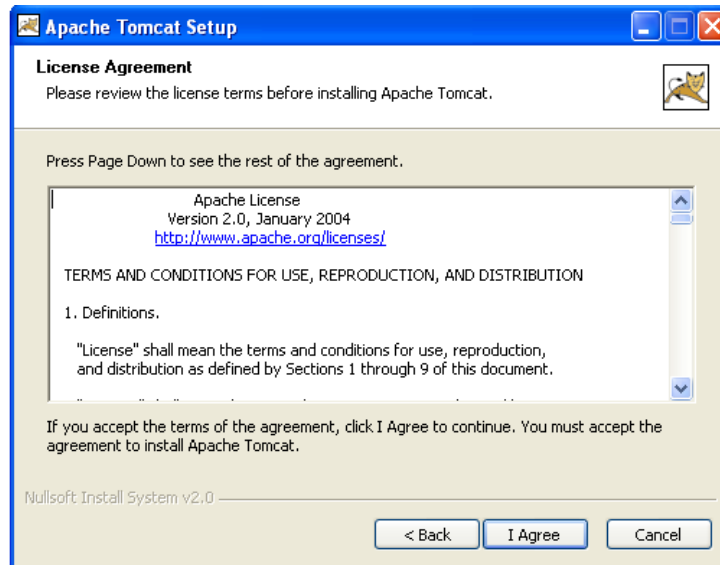 Apache Tomcat Setup
License Agreement
Please review the license terms before installing Apache Tomcat.
Press Page Down to see the rest of the agreement.
Apache License
Version 2.0, January 2004
http://www.apache.org/licenses/
TERMS AND CONDITIONS FOR USE, REPRODUCTION, AND DISTRIBUTION
1. Definitions.
"License" shall mean the terms and conditions for use, reproduction,
and distribution as defined by Sections 1 through 9 of this document.
If you accept the terms of the agreement, click I Agree to continue. You must accept the
agreement to install Apache Tomcat.
Nullsoft Install System v2.0
< Back
I Agree
Cancel